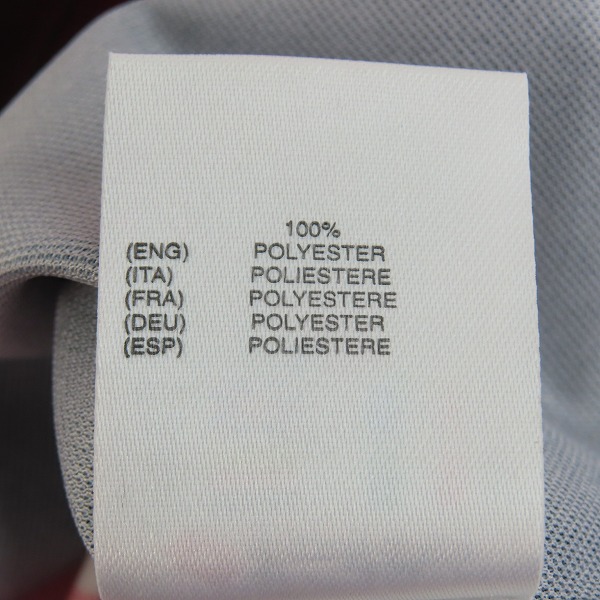 100%
(ENG) POLYESTER
(ITA) POLIESTERE
(FRA) POLYESTERE
(DEU) POLYESTER
(ESP) POLIESTERE